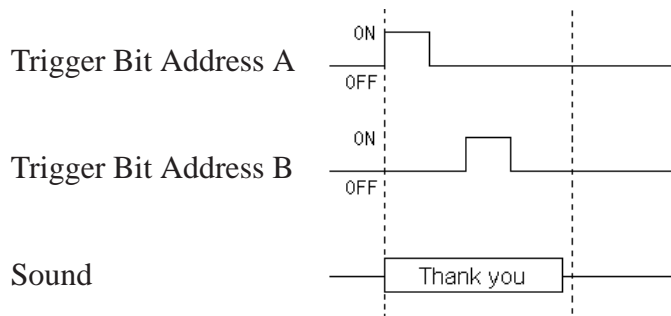 ON
Trigger Bit Address A
OFF
ON
Trigger Bit Address B
OFF
Sound
Thank you